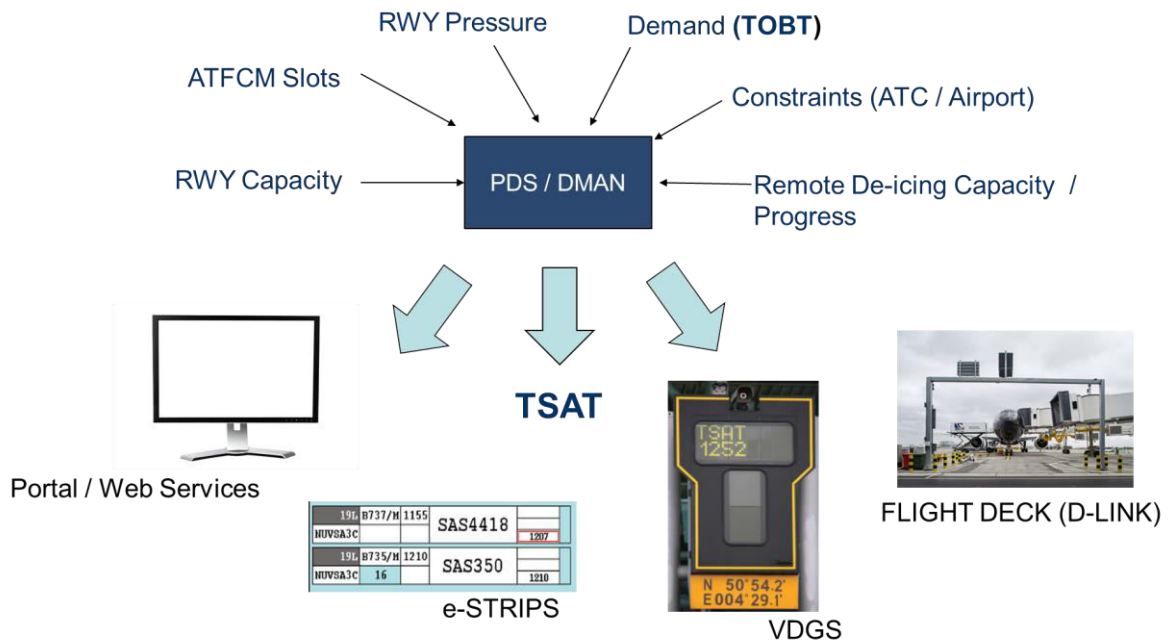 RWY Pressure
Demand (TOBT)
ATFCM Slots
Constraints (ATC / Airport)
RWY Capacity
PDS / DMAN
Remote De-icing Capacity /
Progress
TSAT
TSAT
1252
Portal / Web Services
19L B737/M 1155 SAS4418
NUVSA3C 1207
19L B735/M 1210 SAS350
NUVSA3C 16 1210
e-STRIPS
N 50°54.2'
E004°29.1'
VDGS
FLIGHT DECK (D-LINK)